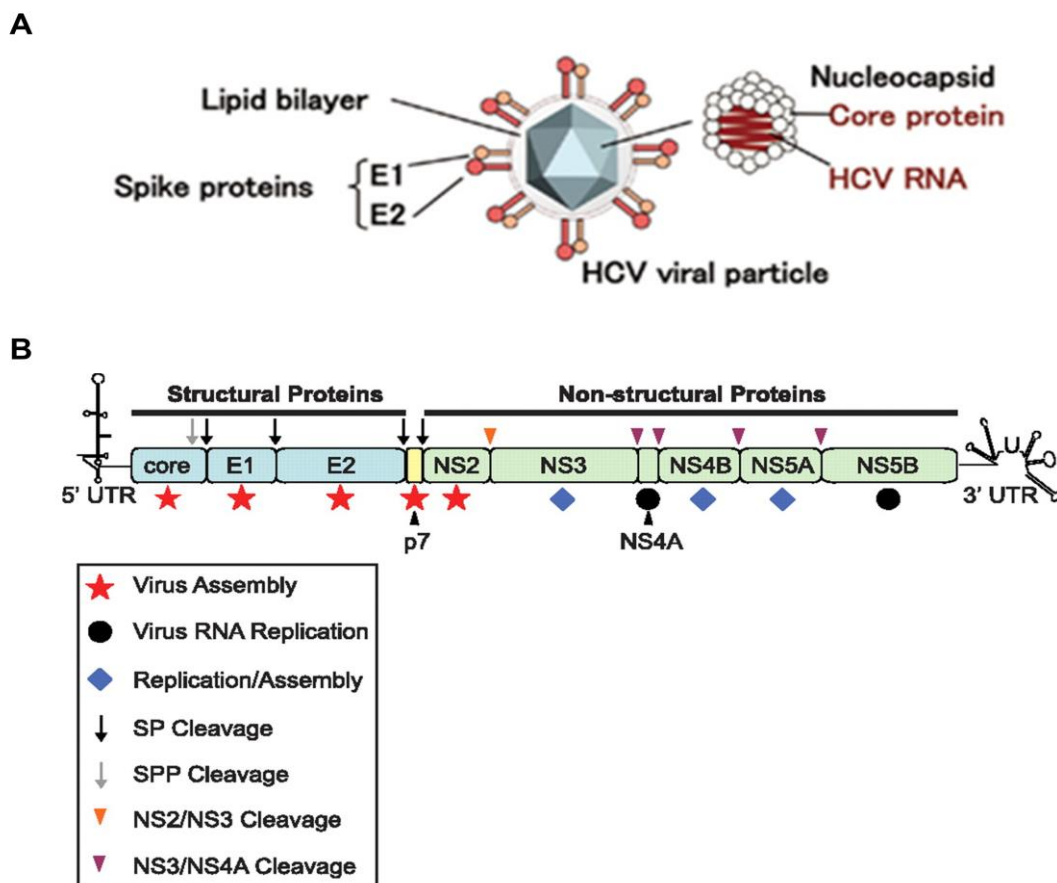 A
Lipid bilayer
Spike proteins
E1
E2
Nucleocapsid
Core protein
HCV RNA
HCV viral particle
B
Structural Proteins
Non-structural Proteins
core
E1
E2
NS2
NS3
NS4B
NS5A
NS5B
5' UTR
U
3' UTR
p7
NS4A
Virus Assembly
Virus RNA Replication
Replication/Assembly
SP Cleavage
SPP Cleavage
NS2/NS3 Cleavage
NS3/NS4A Cleavage